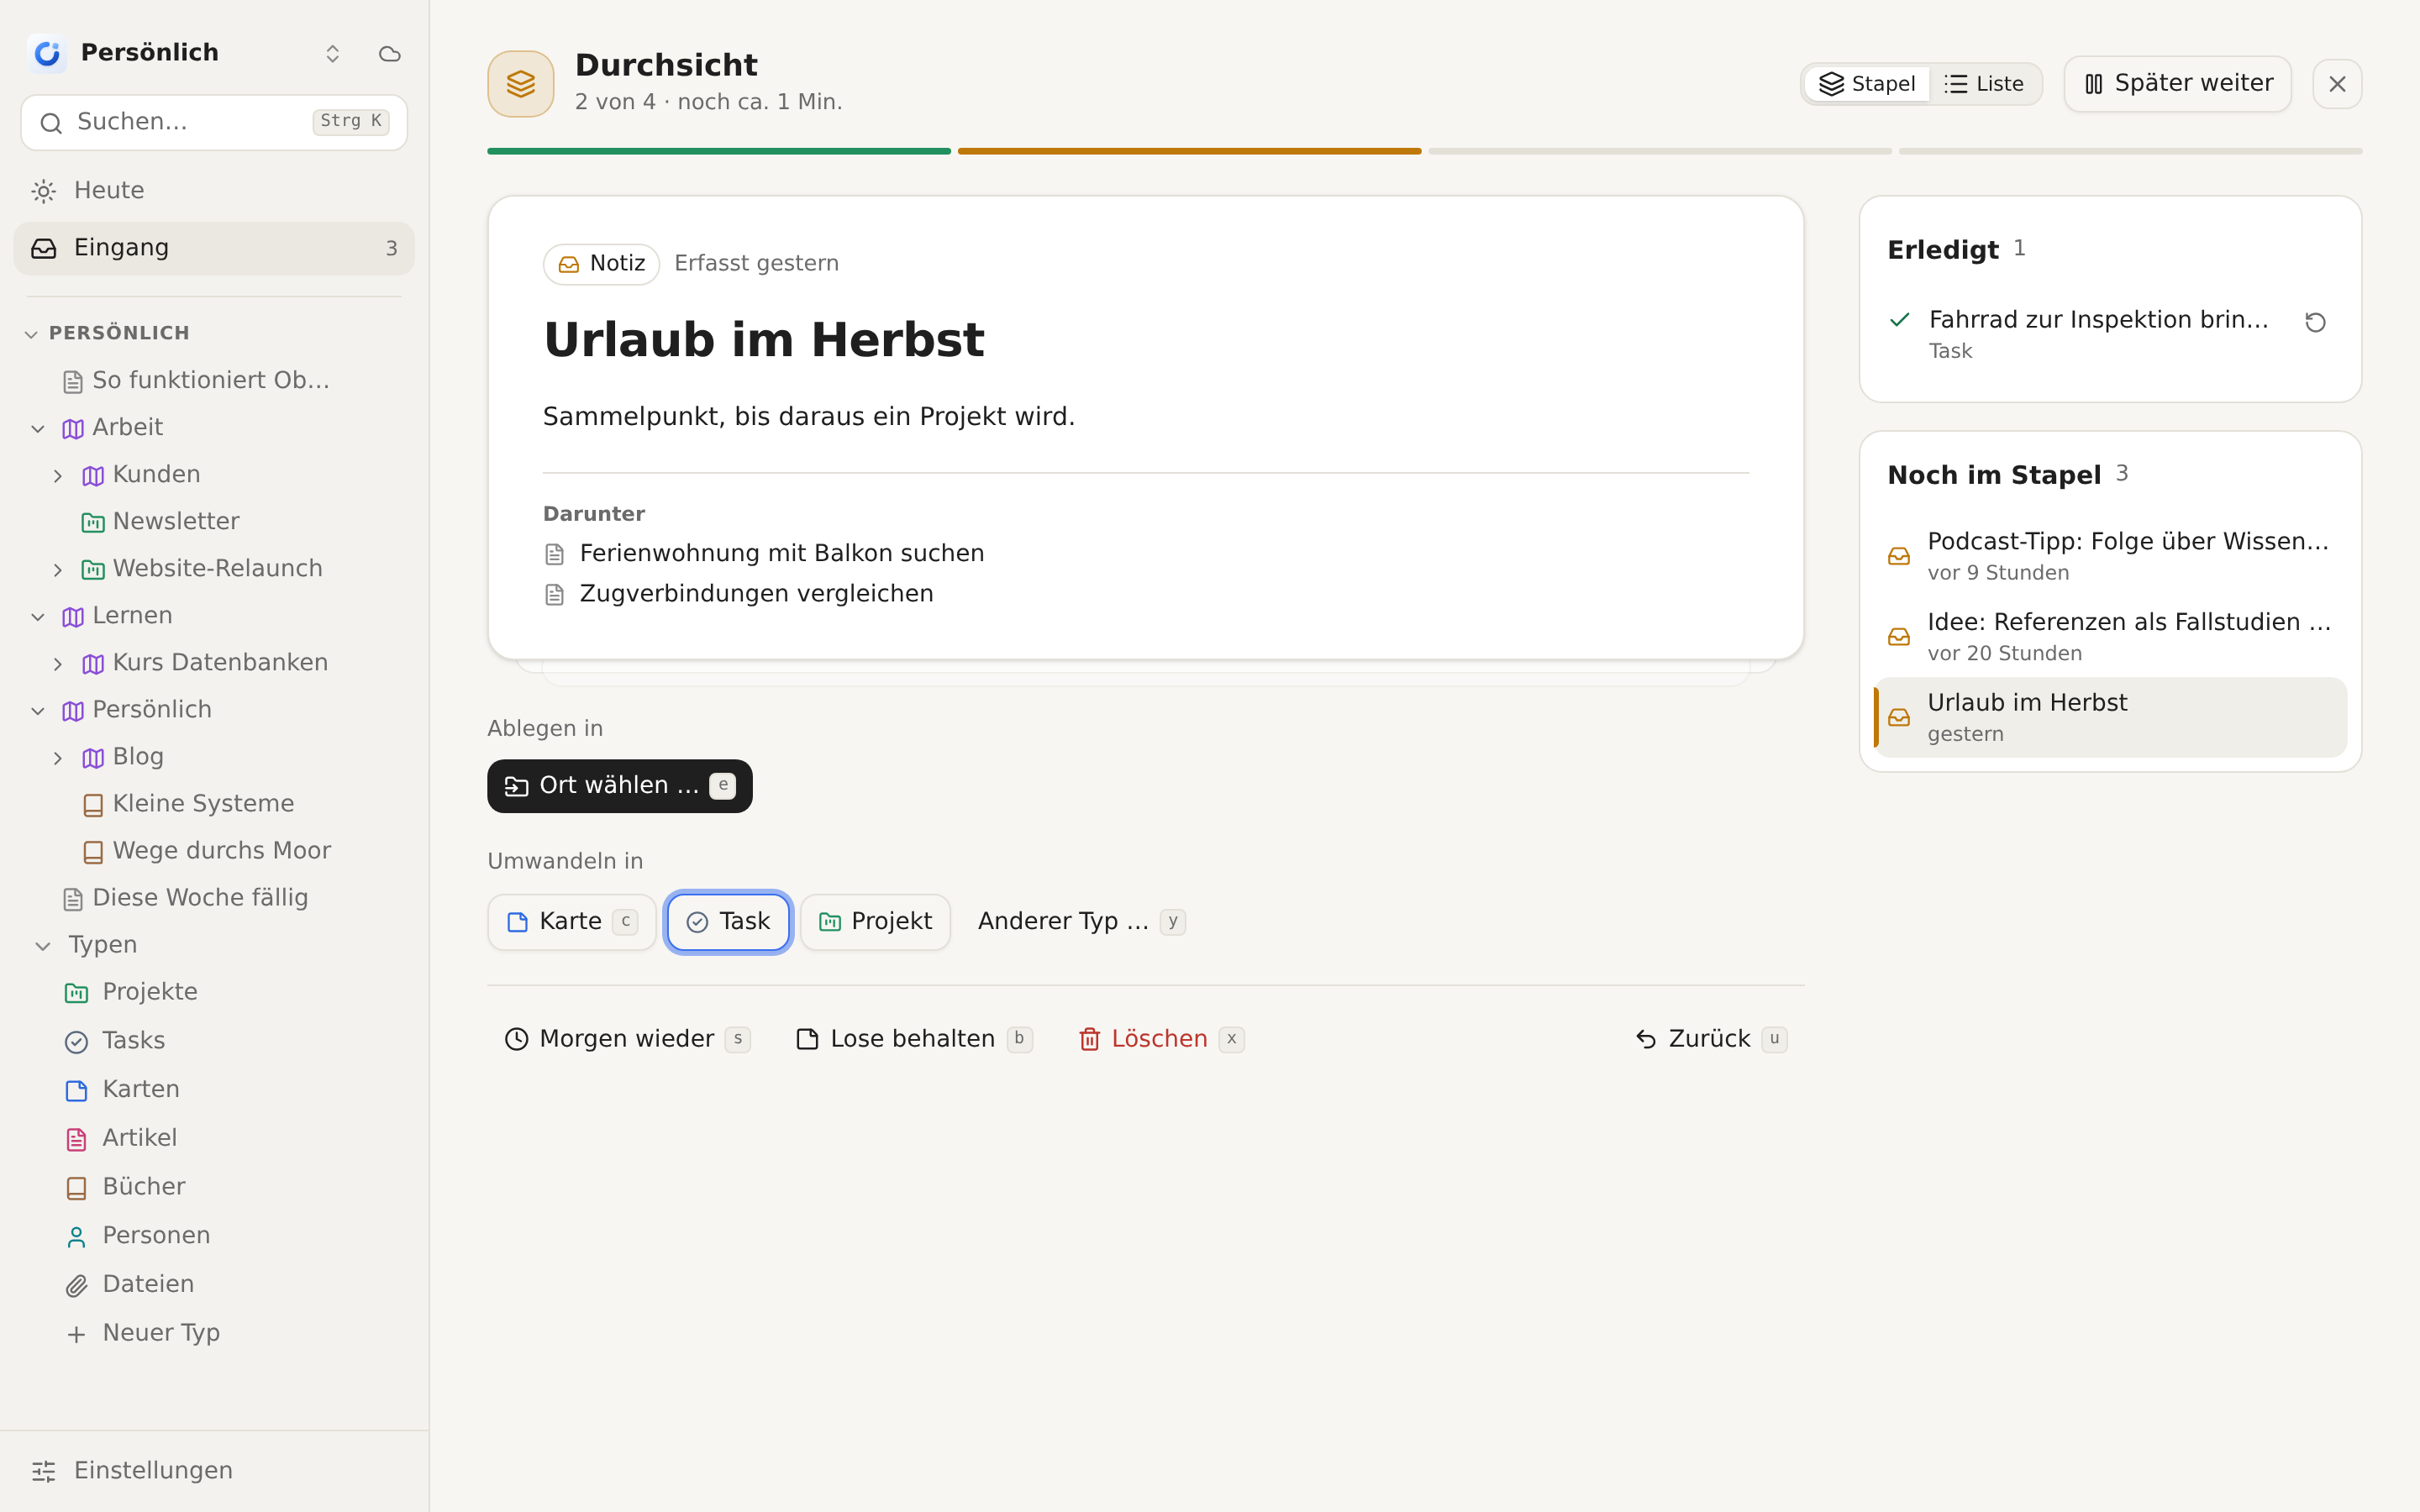 Persönlich
Suchen…
Strg K
Heute
Eingang
3
PERSÖNLICH
So funktioniert Ob…
Arbeit
Kunden
Newsletter
Website-Relaunch
Lernen
Kurs Datenbanken
Persönlich
Blog
Kleine Systeme
Wege durchs Moor
Diese Woche fällig
Typen
Projekte
Tasks
Karten
Artikel
Bücher
Personen
Dateien
Neuer Typ
Einstellungen
Durchsicht
2 von 4 · noch ca. 1 Min.
Stapel
Liste
Später weiter
Notiz
Erfasst gestern
Urlaub im Herbst
Sammelpunkt, bis daraus ein Projekt wird.
Darunter
Ferienwohnung mit Balkon suchen
Zugverbindungen vergleichen
Ablegen in
Ort wählen … e
Umwandeln in
Karte c
Task
Projekt
Anderer Typ … y
Morgen wieder s
Lose behalten b
Löschen x
Zurück u
Erledigt 1
Fahrrad zur Inspektion brin…
Task
Noch im Stapel 3
Podcast-Tipp: Folge über Wissen…
vor 9 Stunden
Idee: Referenzen als Fallstudien …
vor 20 Stunden
Urlaub im Herbst
gestern